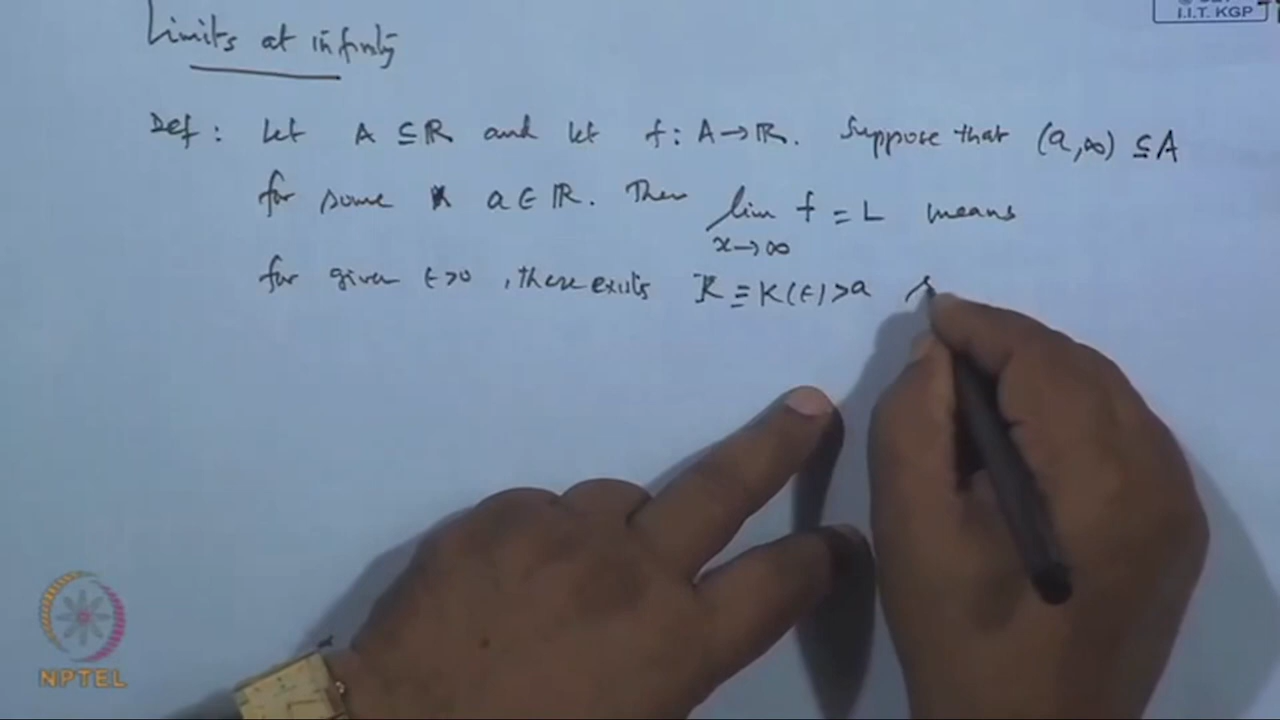 I.I.T. KGP
Limits at infinity
Def : Let A ⊆ ℝ and let f : A → ℝ. Suppose that (a, ∞) ⊆ A
for some a ∈ ℝ. Then lim f = L means
x → ∞
for given ε > 0, there exists K ≡ K(ε) > a s
NPTEL